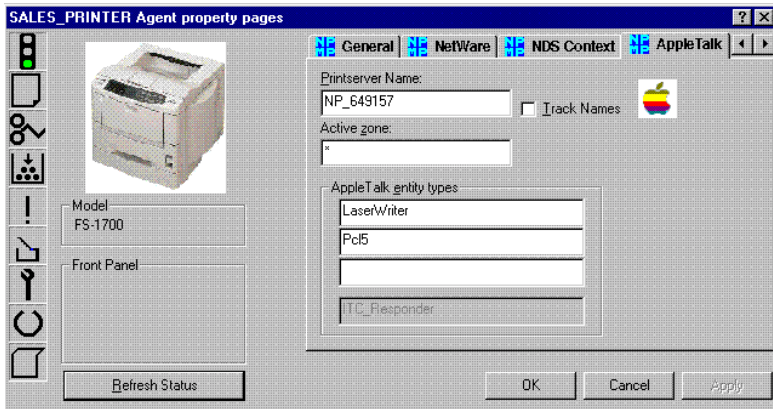 SALES_PRINTER Agent property pages
General NetWare NDS Context AppleTalk
Printserver Name:
NP_649157
Track Names
Active zone:
*
AppleTalk entity types
LaserWriter
Pcl5
ITC_Responder
Model
FS-1700
Front Panel
Refresh Status
OK Cancel Apply